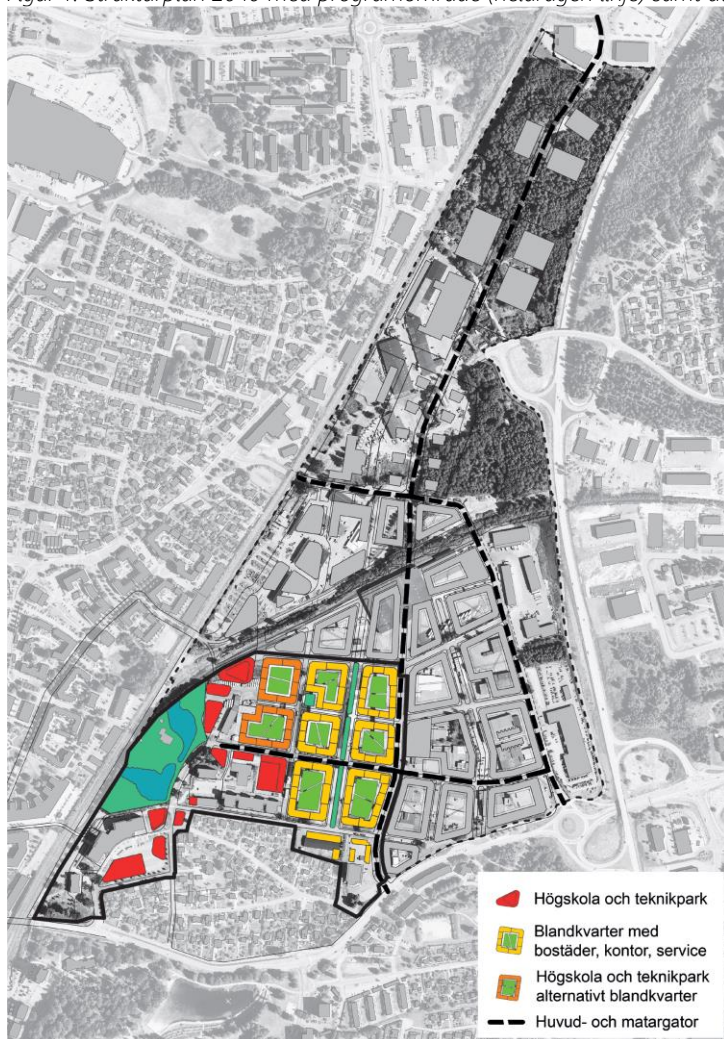 Högskola och teknikpark
Blandkvarter med
bostäder, kontor, service
Högskola och teknikpark
alternativt blandkvarter
Huvud- och matargator